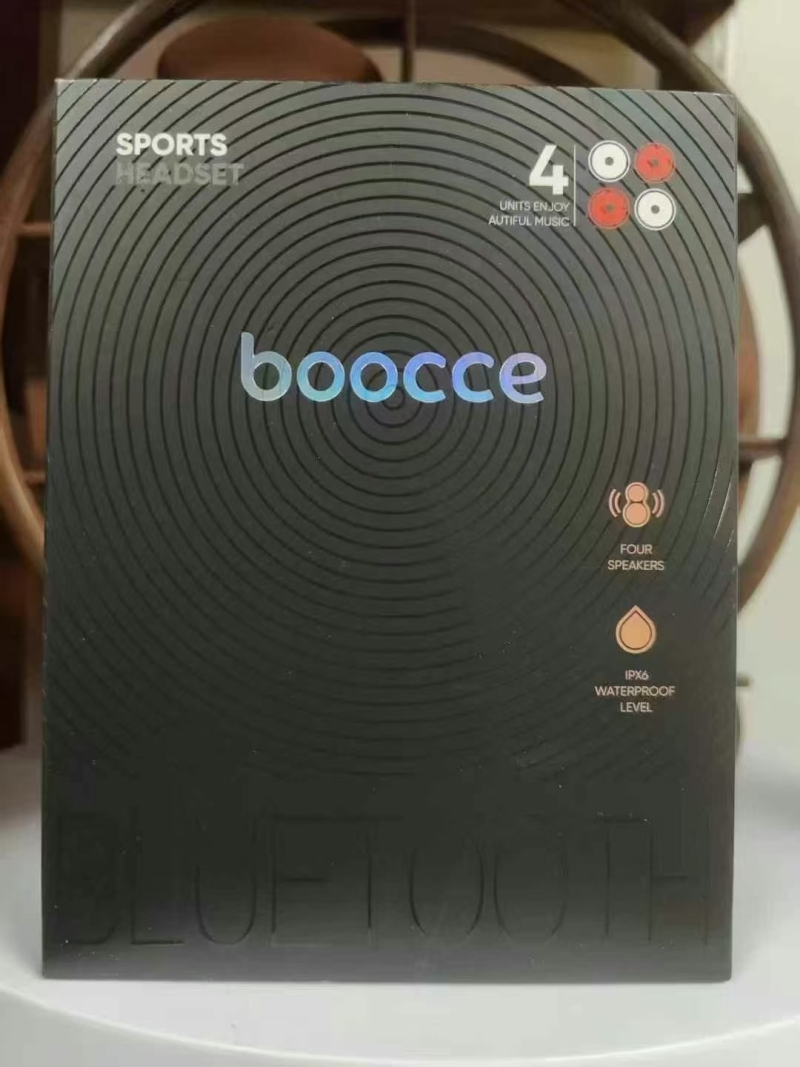 SPORTS
HEADSET
4
UNITS ENJOY
AUTIFUL MUSIC
boocce
FOUR
SPEAKERS
IPX6
WATERPROOF
LEVEL
BLUETOOTH